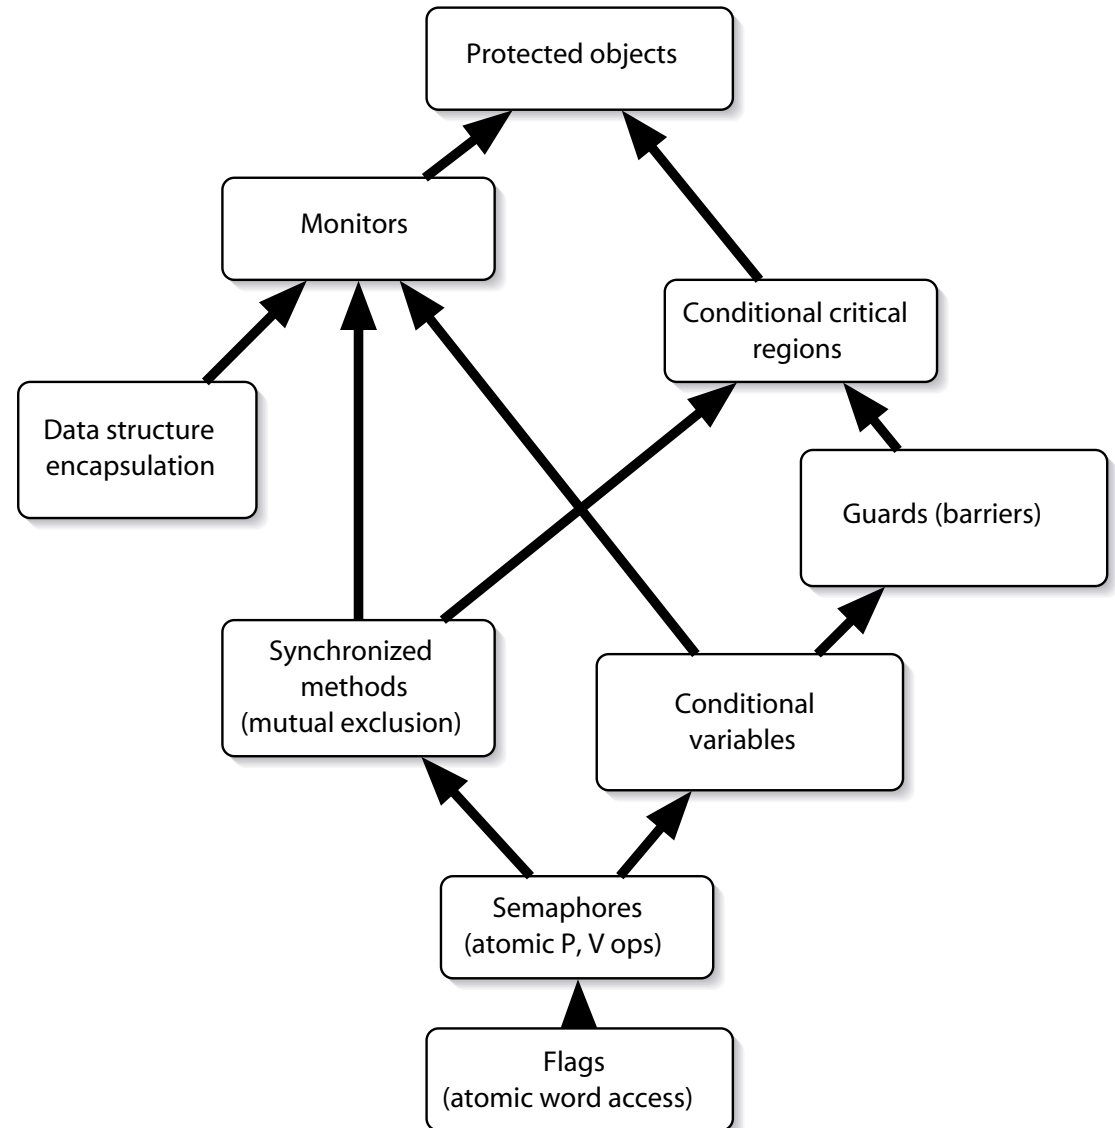 Protected objects
Monitors
Conditional critical
regions
Data structure
encapsulation
Guards (barriers)
Synchronized
methods
(mutual exclusion)
Conditional
variables
Semaphores
(atomic P, V ops)
Flags
(atomic word access)